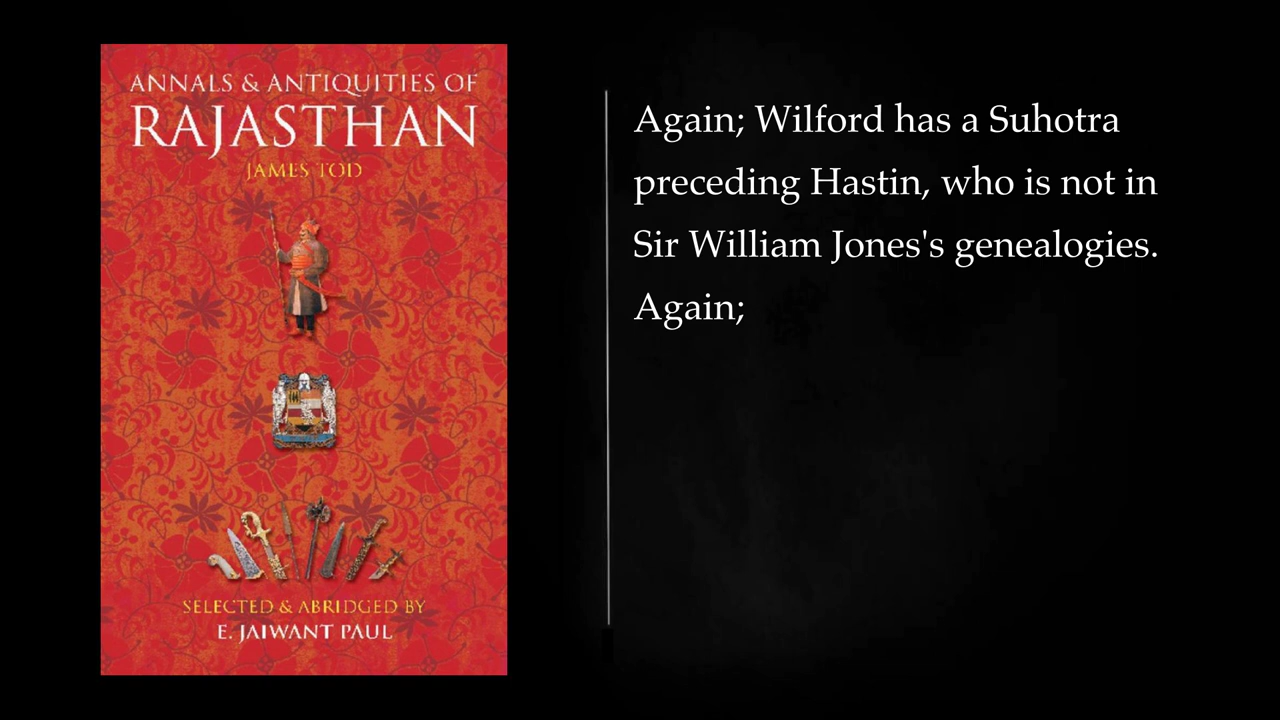 ANNALS & ANTIQUITIES OF
RAJASTHAN
JAMES TOD
SELECTED & ABRIDGED BY
E. JAIWANT PAUL
Again; Wilford has a Suhotra
preceding Hastin, who is not in
Sir William Jones's genealogies.
Again;